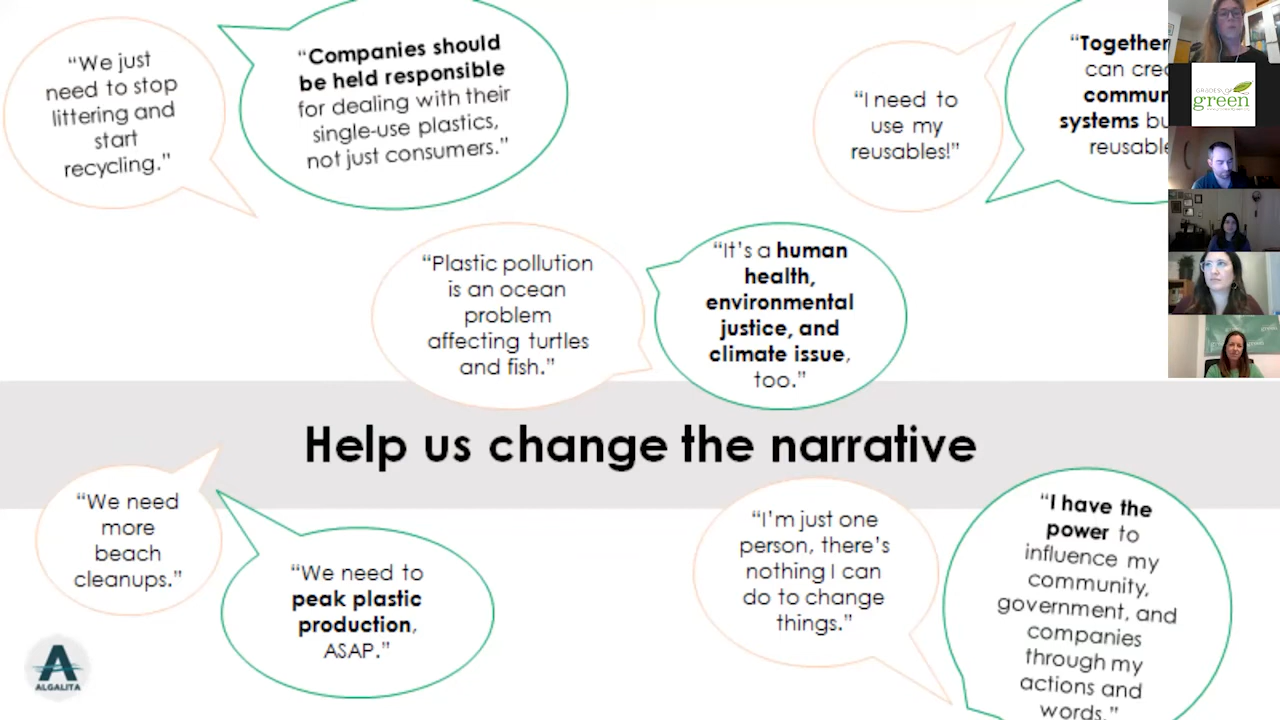 “We just
need to stop
littering and
start
recycling.”
“Companies should
be held responsible
for dealing with their
single-use plastics,
not just consumers.”
“I need to
use my
reusables!”
“Together
can
systems
green
“Plastic pollution
is an ocean
problem
affecting turtles
and fish.”
“It’s a human
health,
environmental
justice, and
climate issue,
too.”
Help us change the narrative
“We need
more
beach
cleanups.”
“We need to
peak plastic
production,
ASAP.”
“I’m just one
person, there’s
nothing I can
do to change
things.”
“I have the
power to
influence my
community,
government, and
companies
through my
actions and
words.”
A
ALGALITA